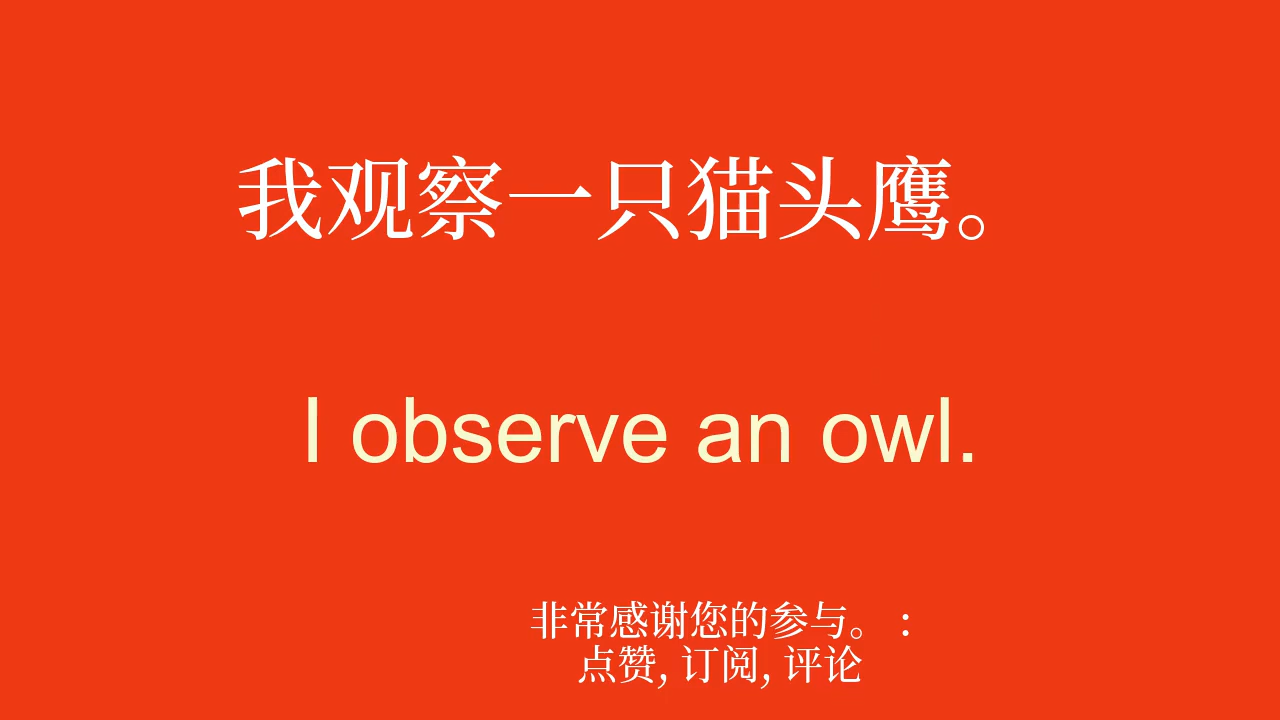 我观察一只猫头鹰。
I observe an owl.
非常感谢您的参与。 :
点赞, 订阅, 评论